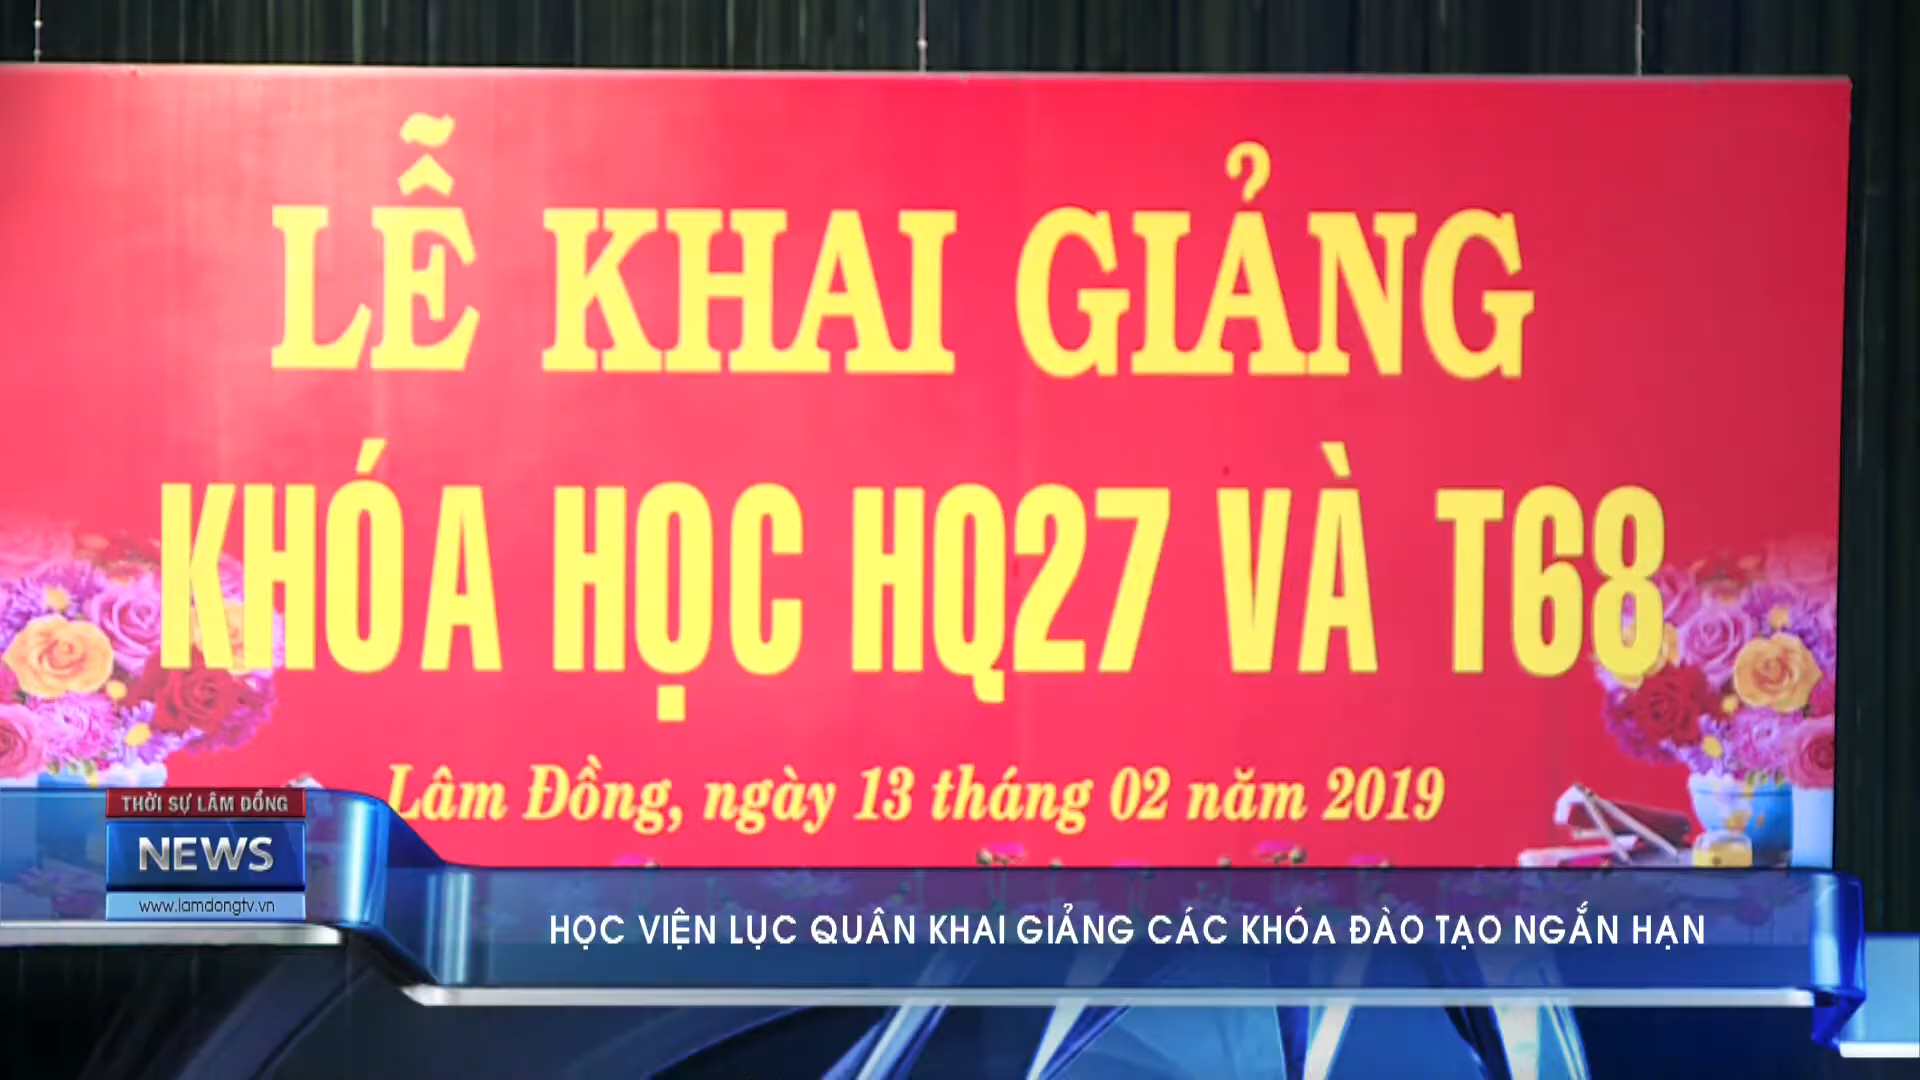 LỄ KHAI GIẢNG
KHÓA HỌC HQ27 VÀ T68
Lâm Đồng, ngày 13 tháng 02 năm 2019
THỜI SỰ LÂM ĐỒNG
NEWS
www.lamdongtv.vn
HỌC VIỆN LỤC QUÂN KHAI GIẢNG CÁC KHÓA ĐÀO TẠO NGẮN HẠN